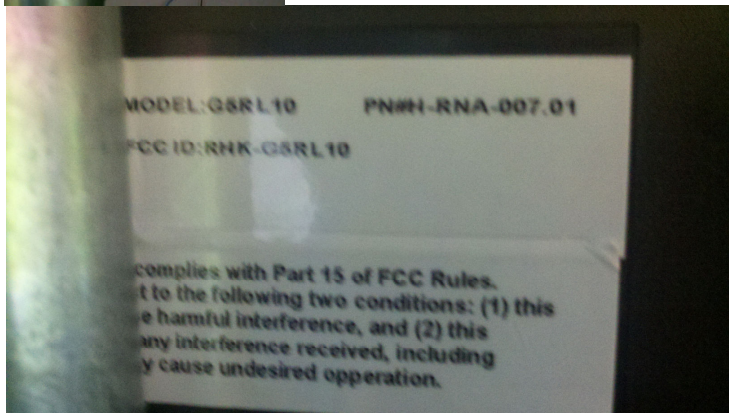 MODEL:G5RL10 PN#H-RNA-007.01
FCC ID:RHK-G5RL10
complies with Part 15 of FCC Rules.
t to the following two conditions: (1) this
e harmful interference, and (2) this
any interference received, including
y cause undesired opperation.